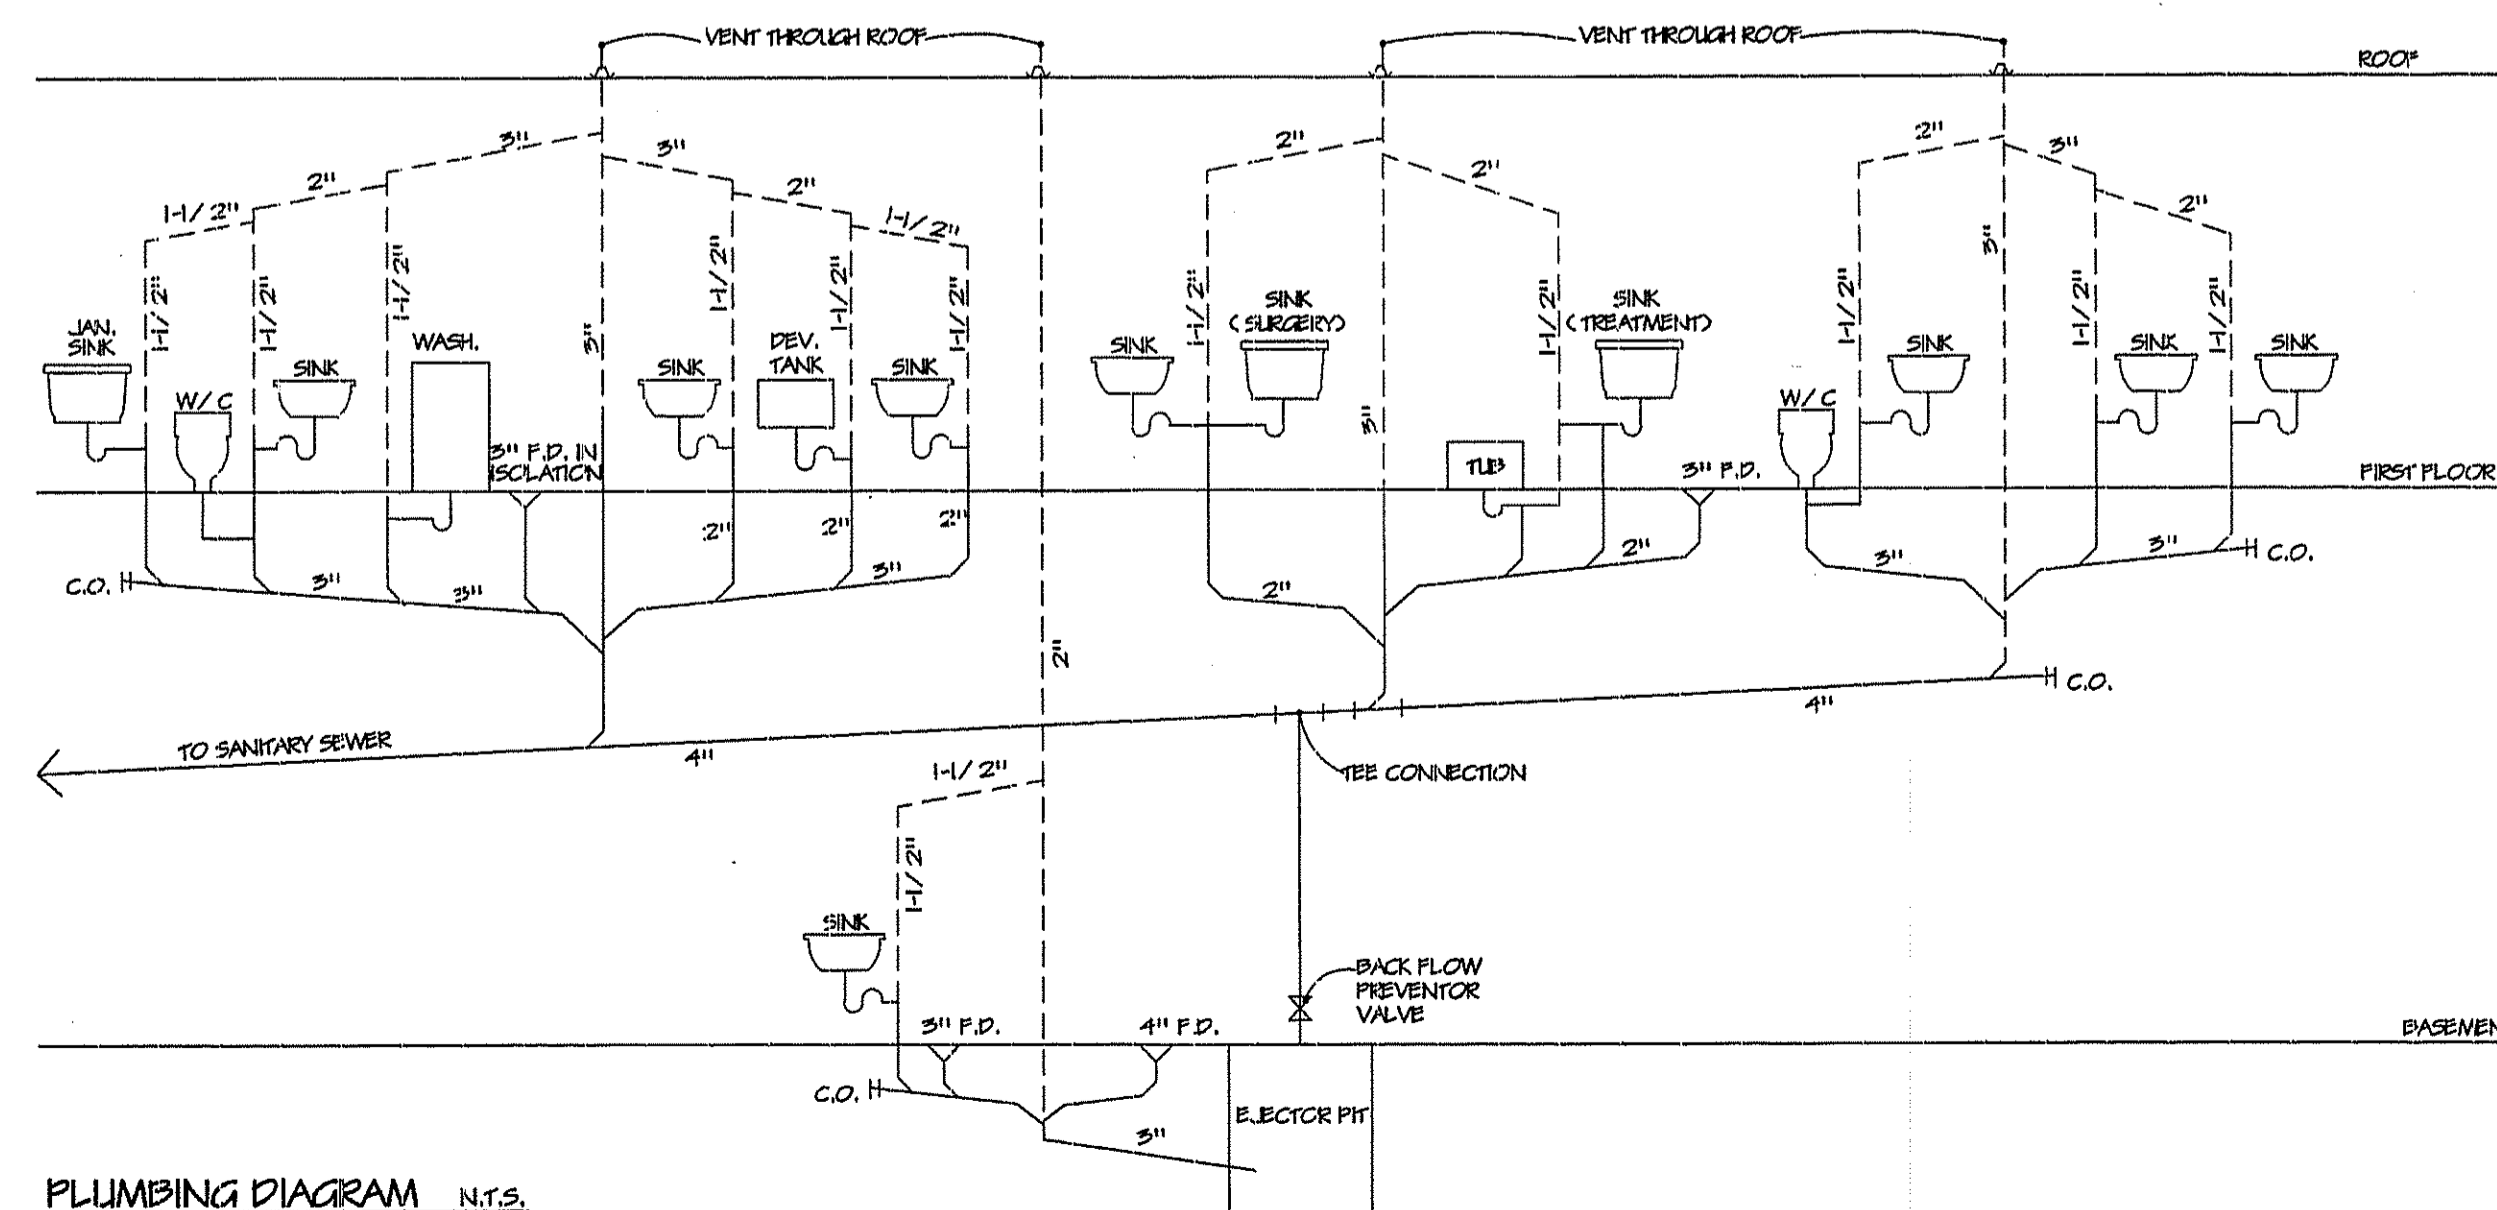 VENT THROUGH ROOF
VENT THROUGH ROOF
ROOF
3"
3"
2"
2"
2"
3"
2"
2"
2"
1-1/2"
1-1/2"
2"
1-1/2"
1-1/2"
1-1/2"
3"
1-1/2"
1-1/2"
1-1/2"
1-1/2"
3"
1-1/2"
1-1/2"
3"
1-1/2"
1-1/2"
JAN.
SINK
W/C
SINK
WASH.
3" F.D. IN
ISOLATION
SINK
DEV.
TANK
SINK
SINK
SINK
(SURGERY)
TUB
SINK
(TREATMENT)
3" F.D.
W/C
SINK
SINK
SINK
FIRST FLOOR
2"
2"
2"
C.O.
3"
3"
3"
2"
2"
3"
3"
C.O.
2"
C.O.
4"
TO SANITARY SEWER
4"
TEE CONNECTION
1-1/2"
1-1/2"
SINK
BACK FLOW
PREVENTOR
VALVE
3" F.D.
4" F.D.
BASEMEN
C.O.
EJECTOR PIT
3"
PLUMBING DIAGRAM N.T.S.